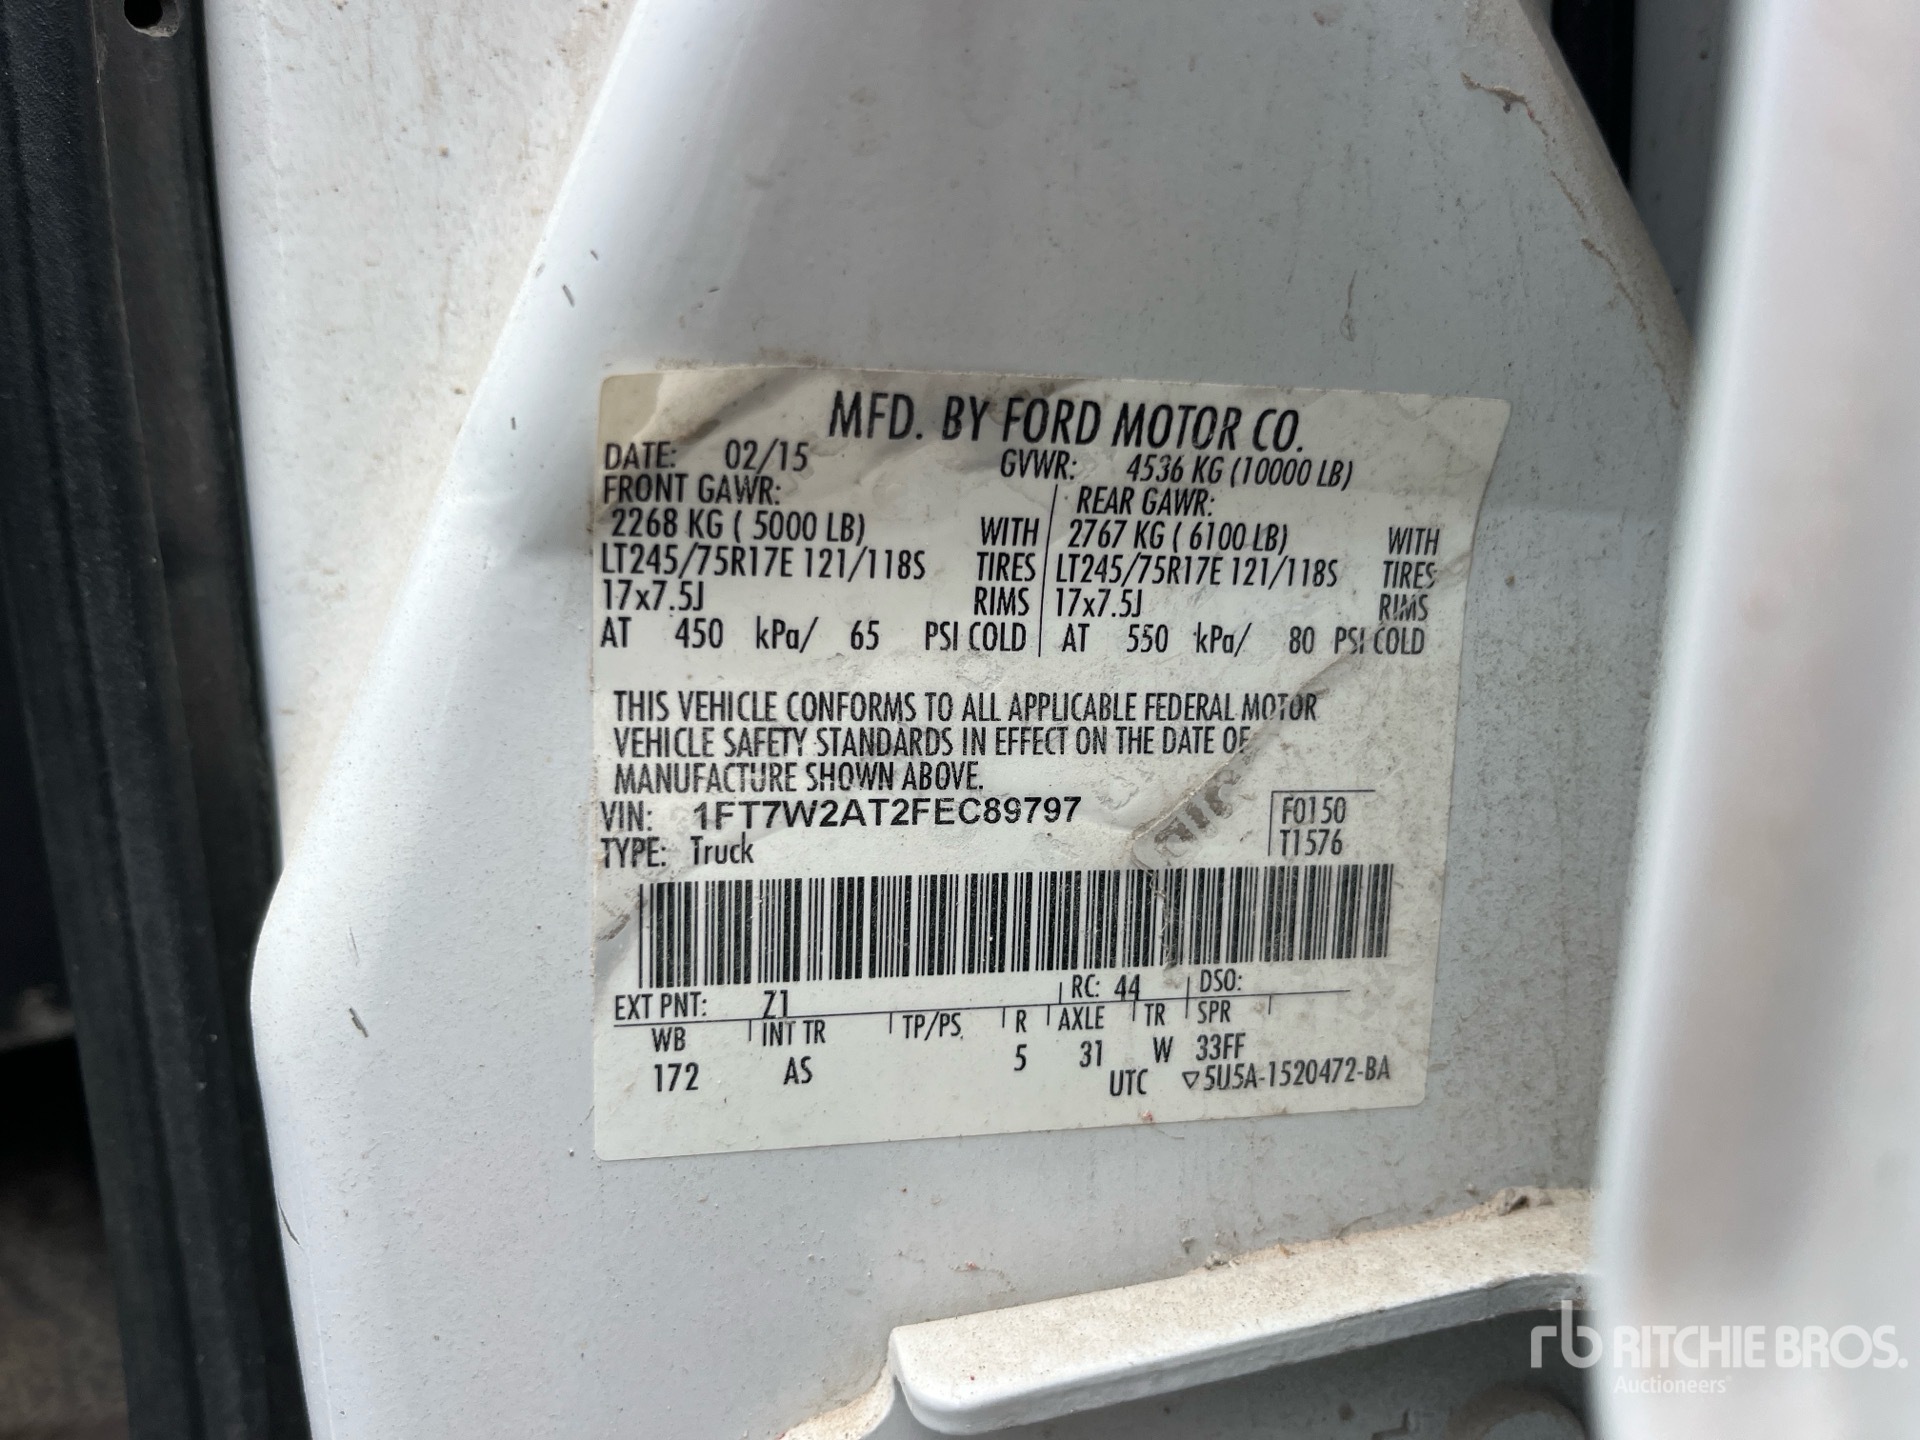 MFD. BY FORD MOTOR CO.
DATE: 02/15 GVWR: 4536 KG (10000 LB)
FRONT GAWR: REAR GAWR:
2268 KG ( 5000 LB) WITH 2767 KG ( 6100 LB) WITH
LT245/75R17E 121/118S TIRES LT245/75R17E 121/118S TIRES
17x7.5J RIMS 17x7.5J RIMS
AT 450 kPa/ 65 PSI COLD AT 550 kPa/ 80 PSI COLD
THIS VEHICLE CONFORMS TO ALL APPLICABLE FEDERAL MOTOR
VEHICLE SAFETY STANDARDS IN EFFECT ON THE DATE OF
MANUFACTURE SHOWN ABOVE.
VIN: 1FT7W2AT2FEC89797 F0150
TYPE: Truck T1576
EXT PNT: Z1 RC: 44 DSO:
WB INT TR TP/PS R AXLE TR SPR
172 AS 5 31 W 33FF
UTC ▽5U5A-1520472-BA
rb RITCHIE BROS.
Auctioneers